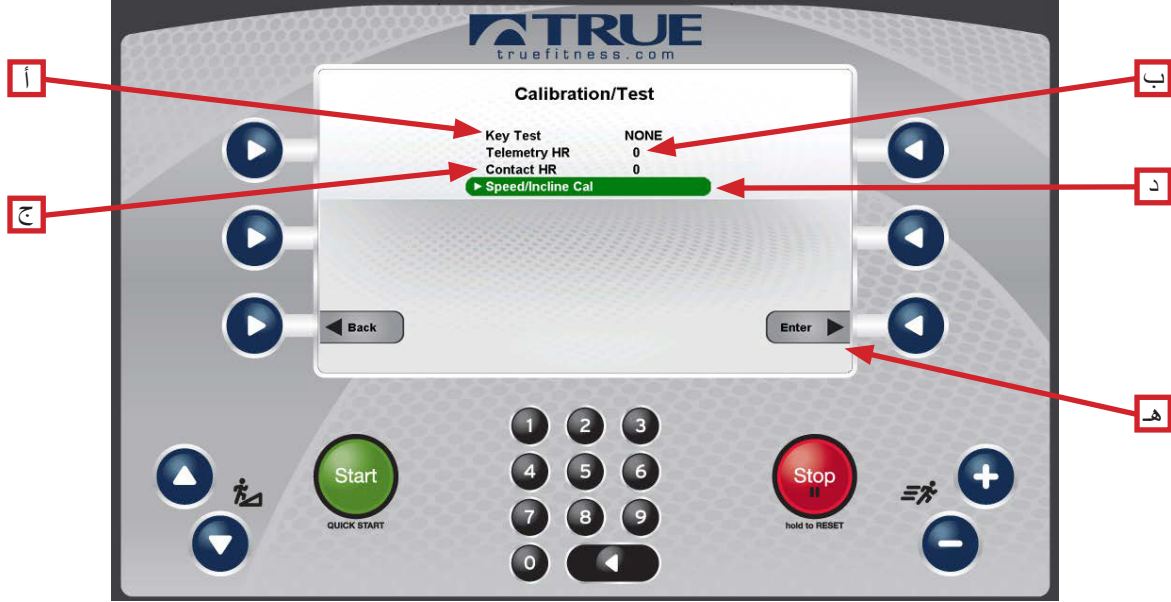 TRUE
truefitness.com
أ
ب
Calibration/Test
Key Test NONE
Telemetry HR 0
Contact HR 0
Speed/Incline Cal
ج
د
Back
Enter
هـ
1 2 3
Start
4 5 6
Stop
QUICK START
7 8 9
hold to RESET
0